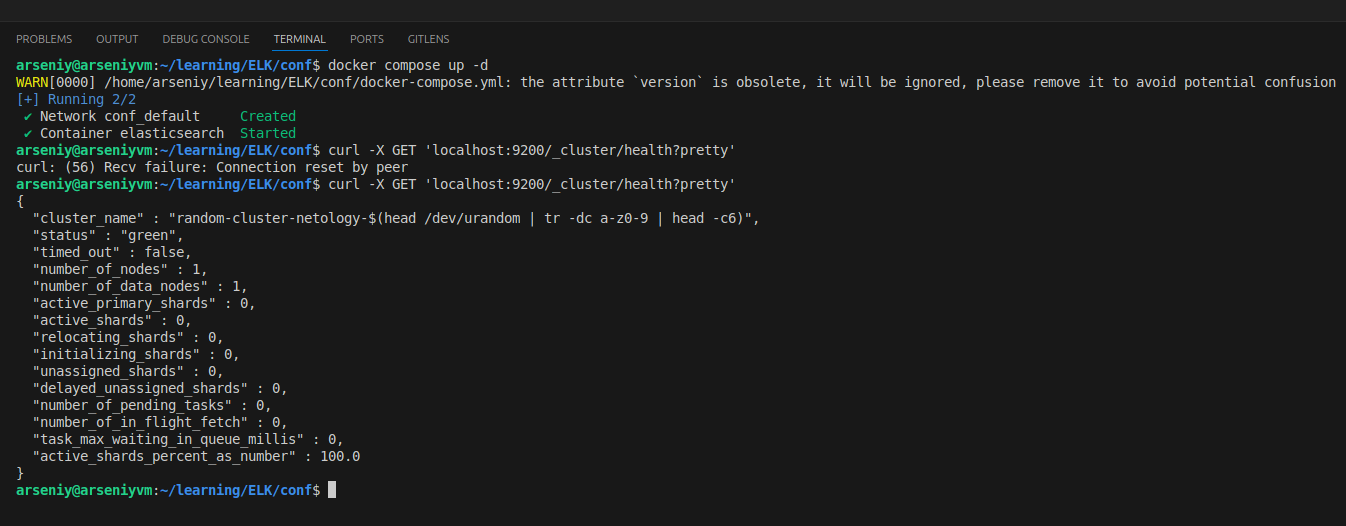 PROBLEMS OUTPUT DEBUG CONSOLE TERMINAL PORTS GITLENS
arseniy@arseniyvm:~/learning/ELK/conf$ docker compose up -d
WARN[0000] /home/arseniy/learning/ELK/conf/docker-compose.yml: the attribute `version` is obsolete, it will be ignored, please remove it to avoid potential confusion
[+] Running 2/2
✔ Network conf_default Created
✔ Container elasticsearch Started
arseniy@arseniyvm:~/learning/ELK/conf$ curl -X GET 'localhost:9200/_cluster/health?pretty'
curl: (56) Recv failure: Connection reset by peer
arseniy@arseniyvm:~/learning/ELK/conf$ curl -X GET 'localhost:9200/_cluster/health?pretty'
{
"cluster_name" : "random-cluster-netology-$(head /dev/urandom | tr -dc a-z0-9 | head -c6)",
"status" : "green",
"timed_out" : false,
"number_of_nodes" : 1,
"number_of_data_nodes" : 1,
"active_primary_shards" : 0,
"active_shards" : 0,
"relocating_shards" : 0,
"initializing_shards" : 0,
"unassigned_shards" : 0,
"delayed_unassigned_shards" : 0,
"number_of_pending_tasks" : 0,
"number_of_in_flight_fetch" : 0,
"task_max_waiting_in_queue_millis" : 0,
"active_shards_percent_as_number" : 100.0
}
arseniy@arseniyvm:~/learning/ELK/conf$